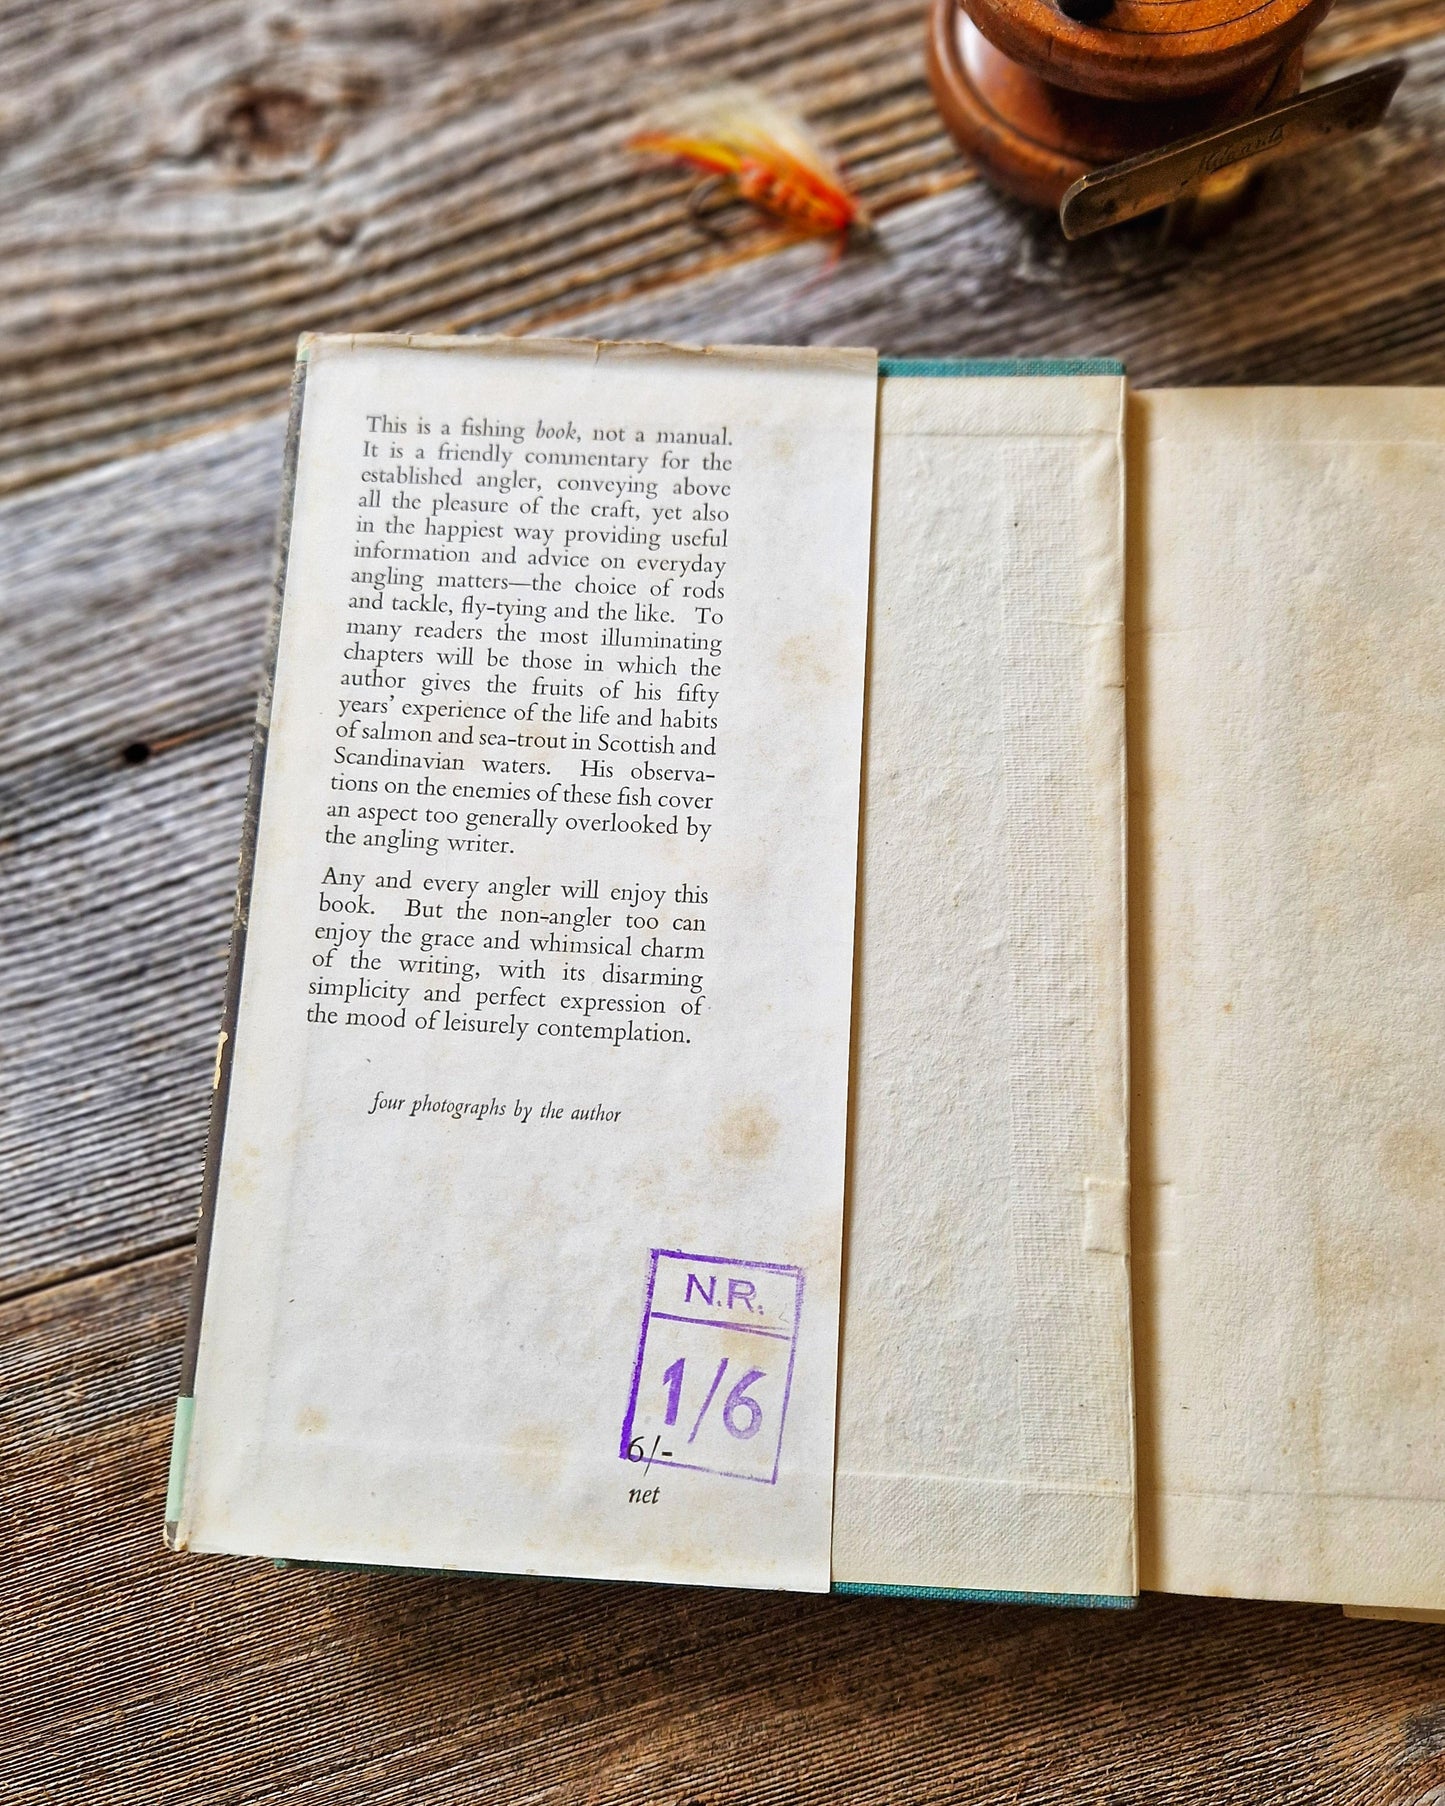 Milwards
This is a fishing book, not a manual.
It is a friendly commentary for the
established angler, conveying above
all the pleasure of the craft, yet also
in the happiest way providing useful
information and advice on everyday
angling matters—the choice of rods
and tackle, fly-tying and the like. To
many readers the most illuminating
chapters will be those in which the
author gives the fruits of his fifty
years’ experience of the life and habits
of salmon and sea-trout in Scottish and
Scandinavian waters. His observa-
tions on the enemies of these fish cover
an aspect too generally overlooked by
the angling writer.
Any and every angler will enjoy this
book. But the non-angler too can
enjoy the grace and whimsical charm
of the writing, with its disarming
simplicity and perfect expression of
the mood of leisurely contemplation.
four photographs by the author
N.R.
1/6
6/-
net